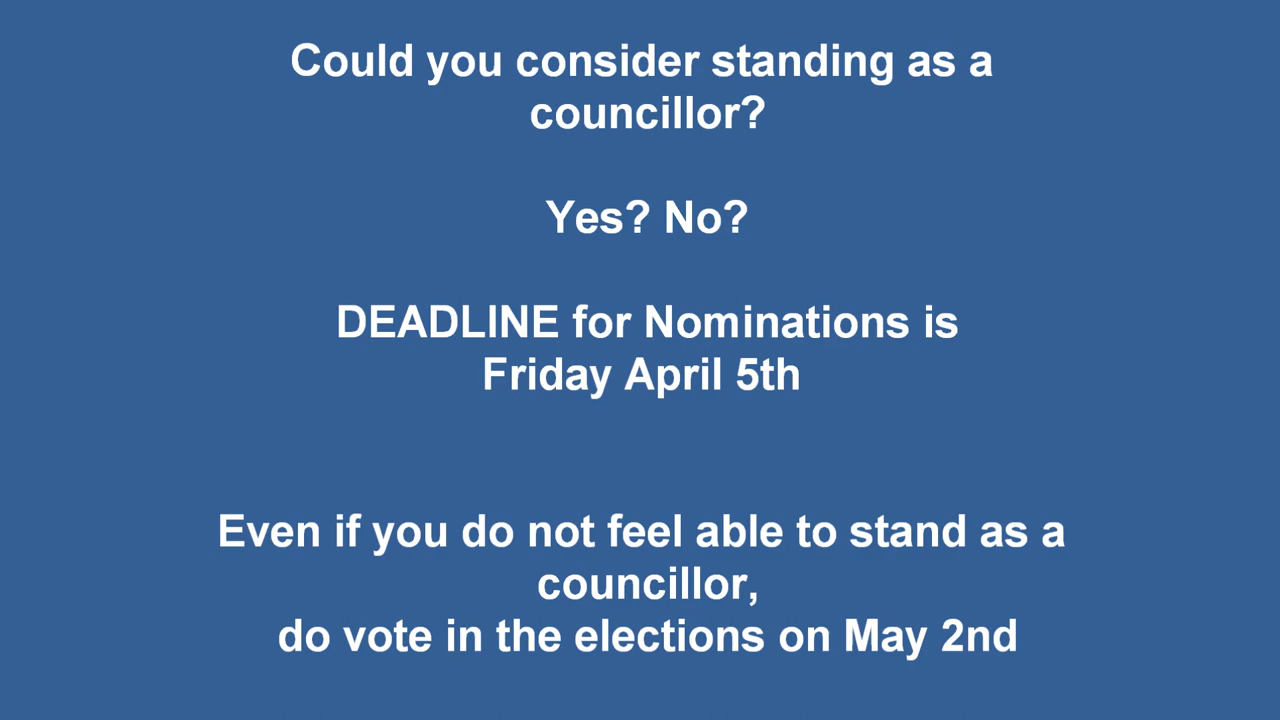 Could you consider standing as a
councillor?
Yes? No?
DEADLINE for Nominations is
Friday April 5th
Even if you do not feel able to stand as a
councillor,
do vote in the elections on May 2nd